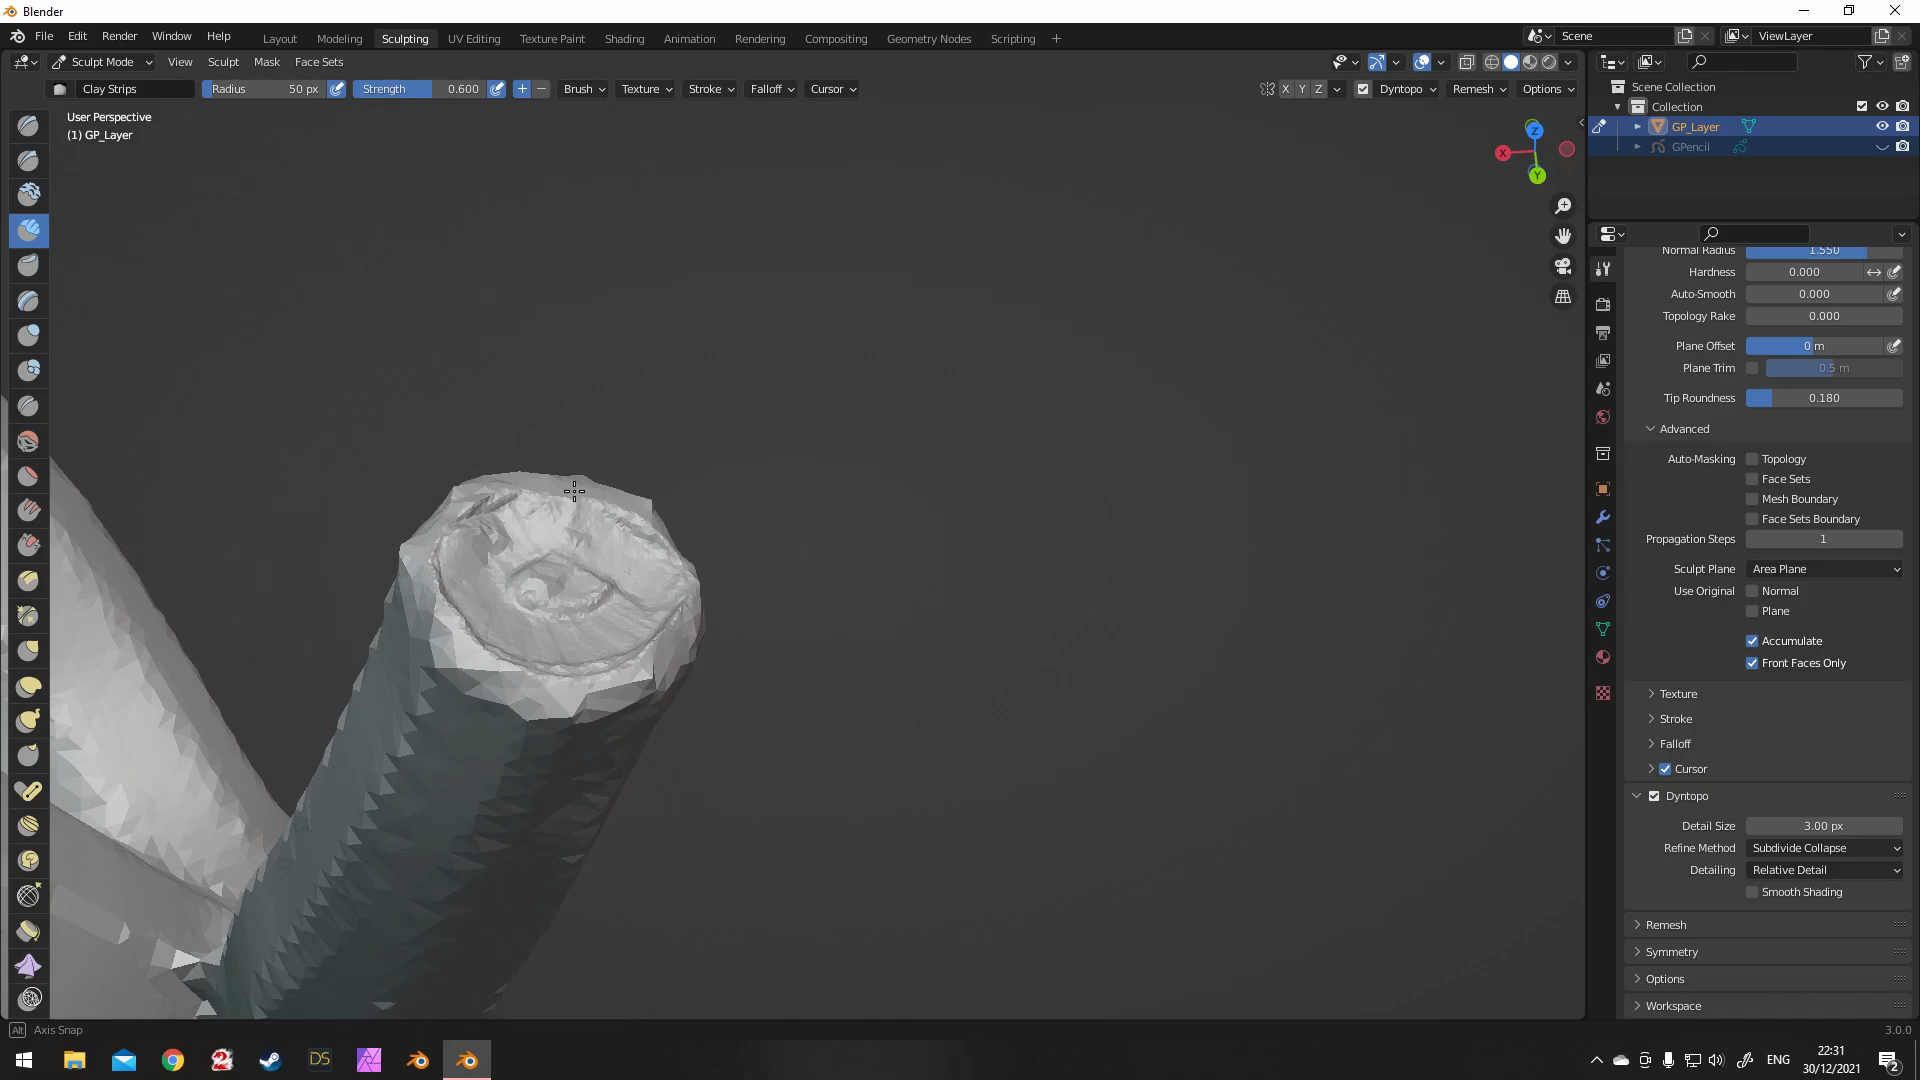 Blender
File Edit Render Window Help
Layout Modeling Sculpting UV Editing Texture Paint Shading Animation Rendering Compositing Geometry Nodes Scripting +
Scene
ViewLayer
Sculpt Mode View Sculpt Mask Face Sets
Clay Strips Radius 50 px Strength 0.600 + − Brush Texture Stroke Falloff Cursor X Y Z Dyntopo Remesh Options
User Perspective
(1) GP_Layer
Z
X
Y
Scene Collection
Collection
GP_Layer
GPencil
Normal Radius 1.550
Hardness 0.000
Auto-Smooth 0.000
Topology Rake 0.000
Plane Offset 0 m
Plane Trim 0.5 m
Tip Roundness 0.180
Advanced
Auto-Masking Topology
Face Sets
Mesh Boundary
Face Sets Boundary
Propagation Steps 1
Sculpt Plane Area Plane
Use Original Normal
Plane
Accumulate
Front Faces Only
Texture
Stroke
Falloff
Cursor
Dyntopo
Detail Size 3.00 px
Refine Method Subdivide Collapse
Detailing Relative Detail
Smooth Shading
Remesh
Symmetry
Options
Workspace
Alt Axis Snap
3.0.0
DS
ENG
22:31
30/12/2021
2